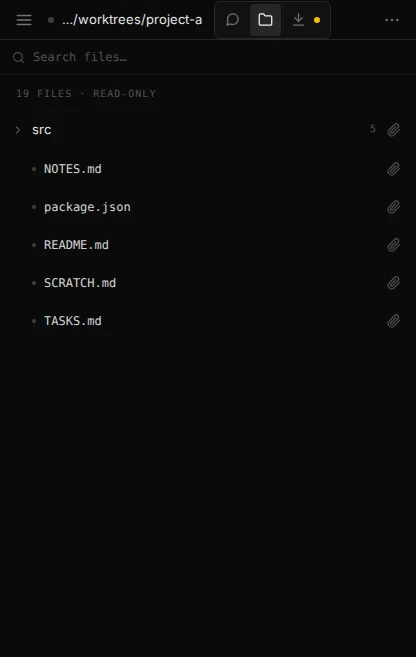 .../worktrees/project-a
Search files…
19 FILES · READ-ONLY
src 5
NOTES.md
package.json
README.md
SCRATCH.md
TASKS.md